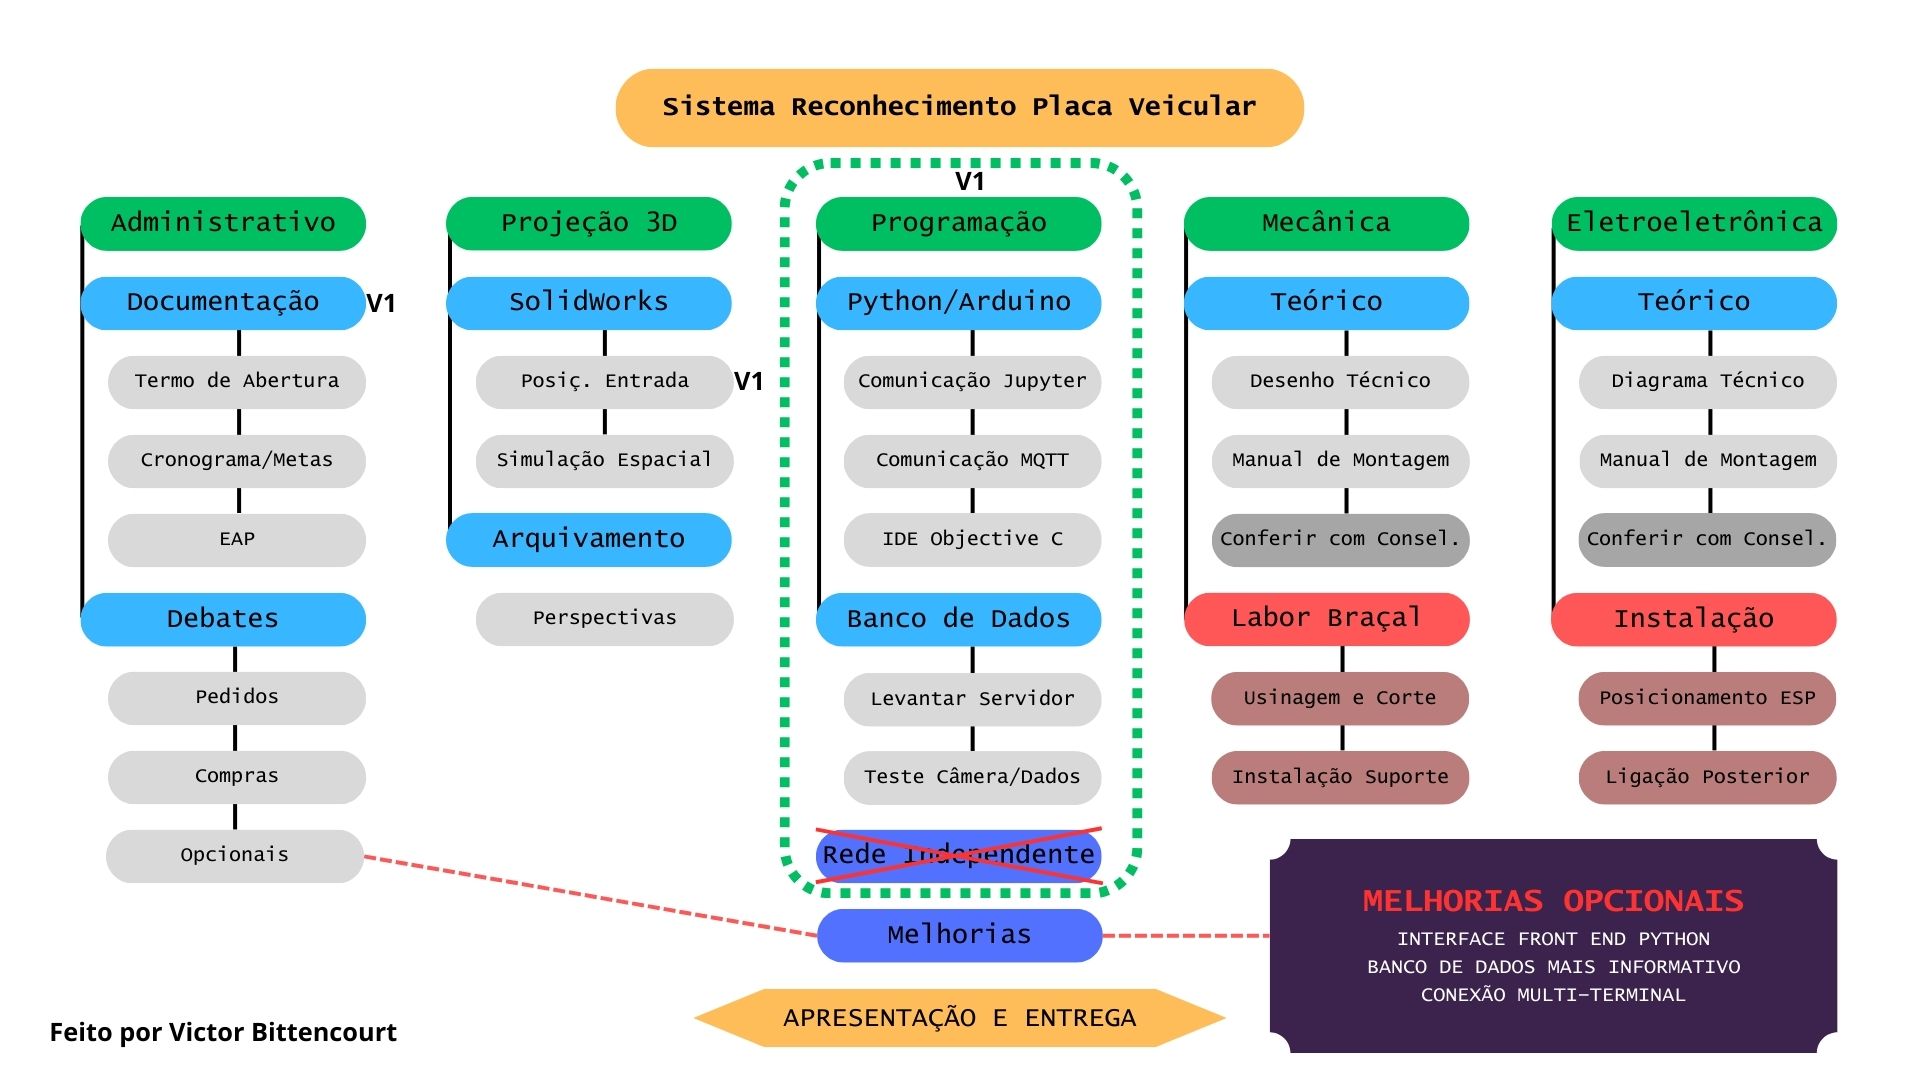 Sistema Reconhecimento Placa Veicular
Administrativo
Documentação
V1
Termo de Abertura
Cronograma/Metas
EAP
Debates
Pedidos
Compras
Opcionais
Projeção 3D
SolidWorks
Posiç. Entrada
V1
Simulação Espacial
Arquivamento
Perspectivas
V1
Programação
Python/Arduino
Comunicação Jupyter
Comunicação MQTT
IDE Objective C
Banco de Dados
Levantar Servidor
Teste Câmera/Dados
Rede Independente
Melhorias
Mecânica
Teórico
Desenho Técnico
Manual de Montagem
Conferir com Consel.
Labor Braçal
Usinagem e Corte
Instalação Suporte
Eletroeletrônica
Teórico
Diagrama Técnico
Manual de Montagem
Conferir com Consel.
Instalação
Posicionamento ESP
Ligação Posterior
MELHORIAS OPCIONAIS
INTERFACE FRONT END PYTHON
BANCO DE DADOS MAIS INFORMATIVO
CONEXÃO MULTI-TERMINAL
APRESENTAÇÃO E ENTREGA
Feito por Victor Bittencourt